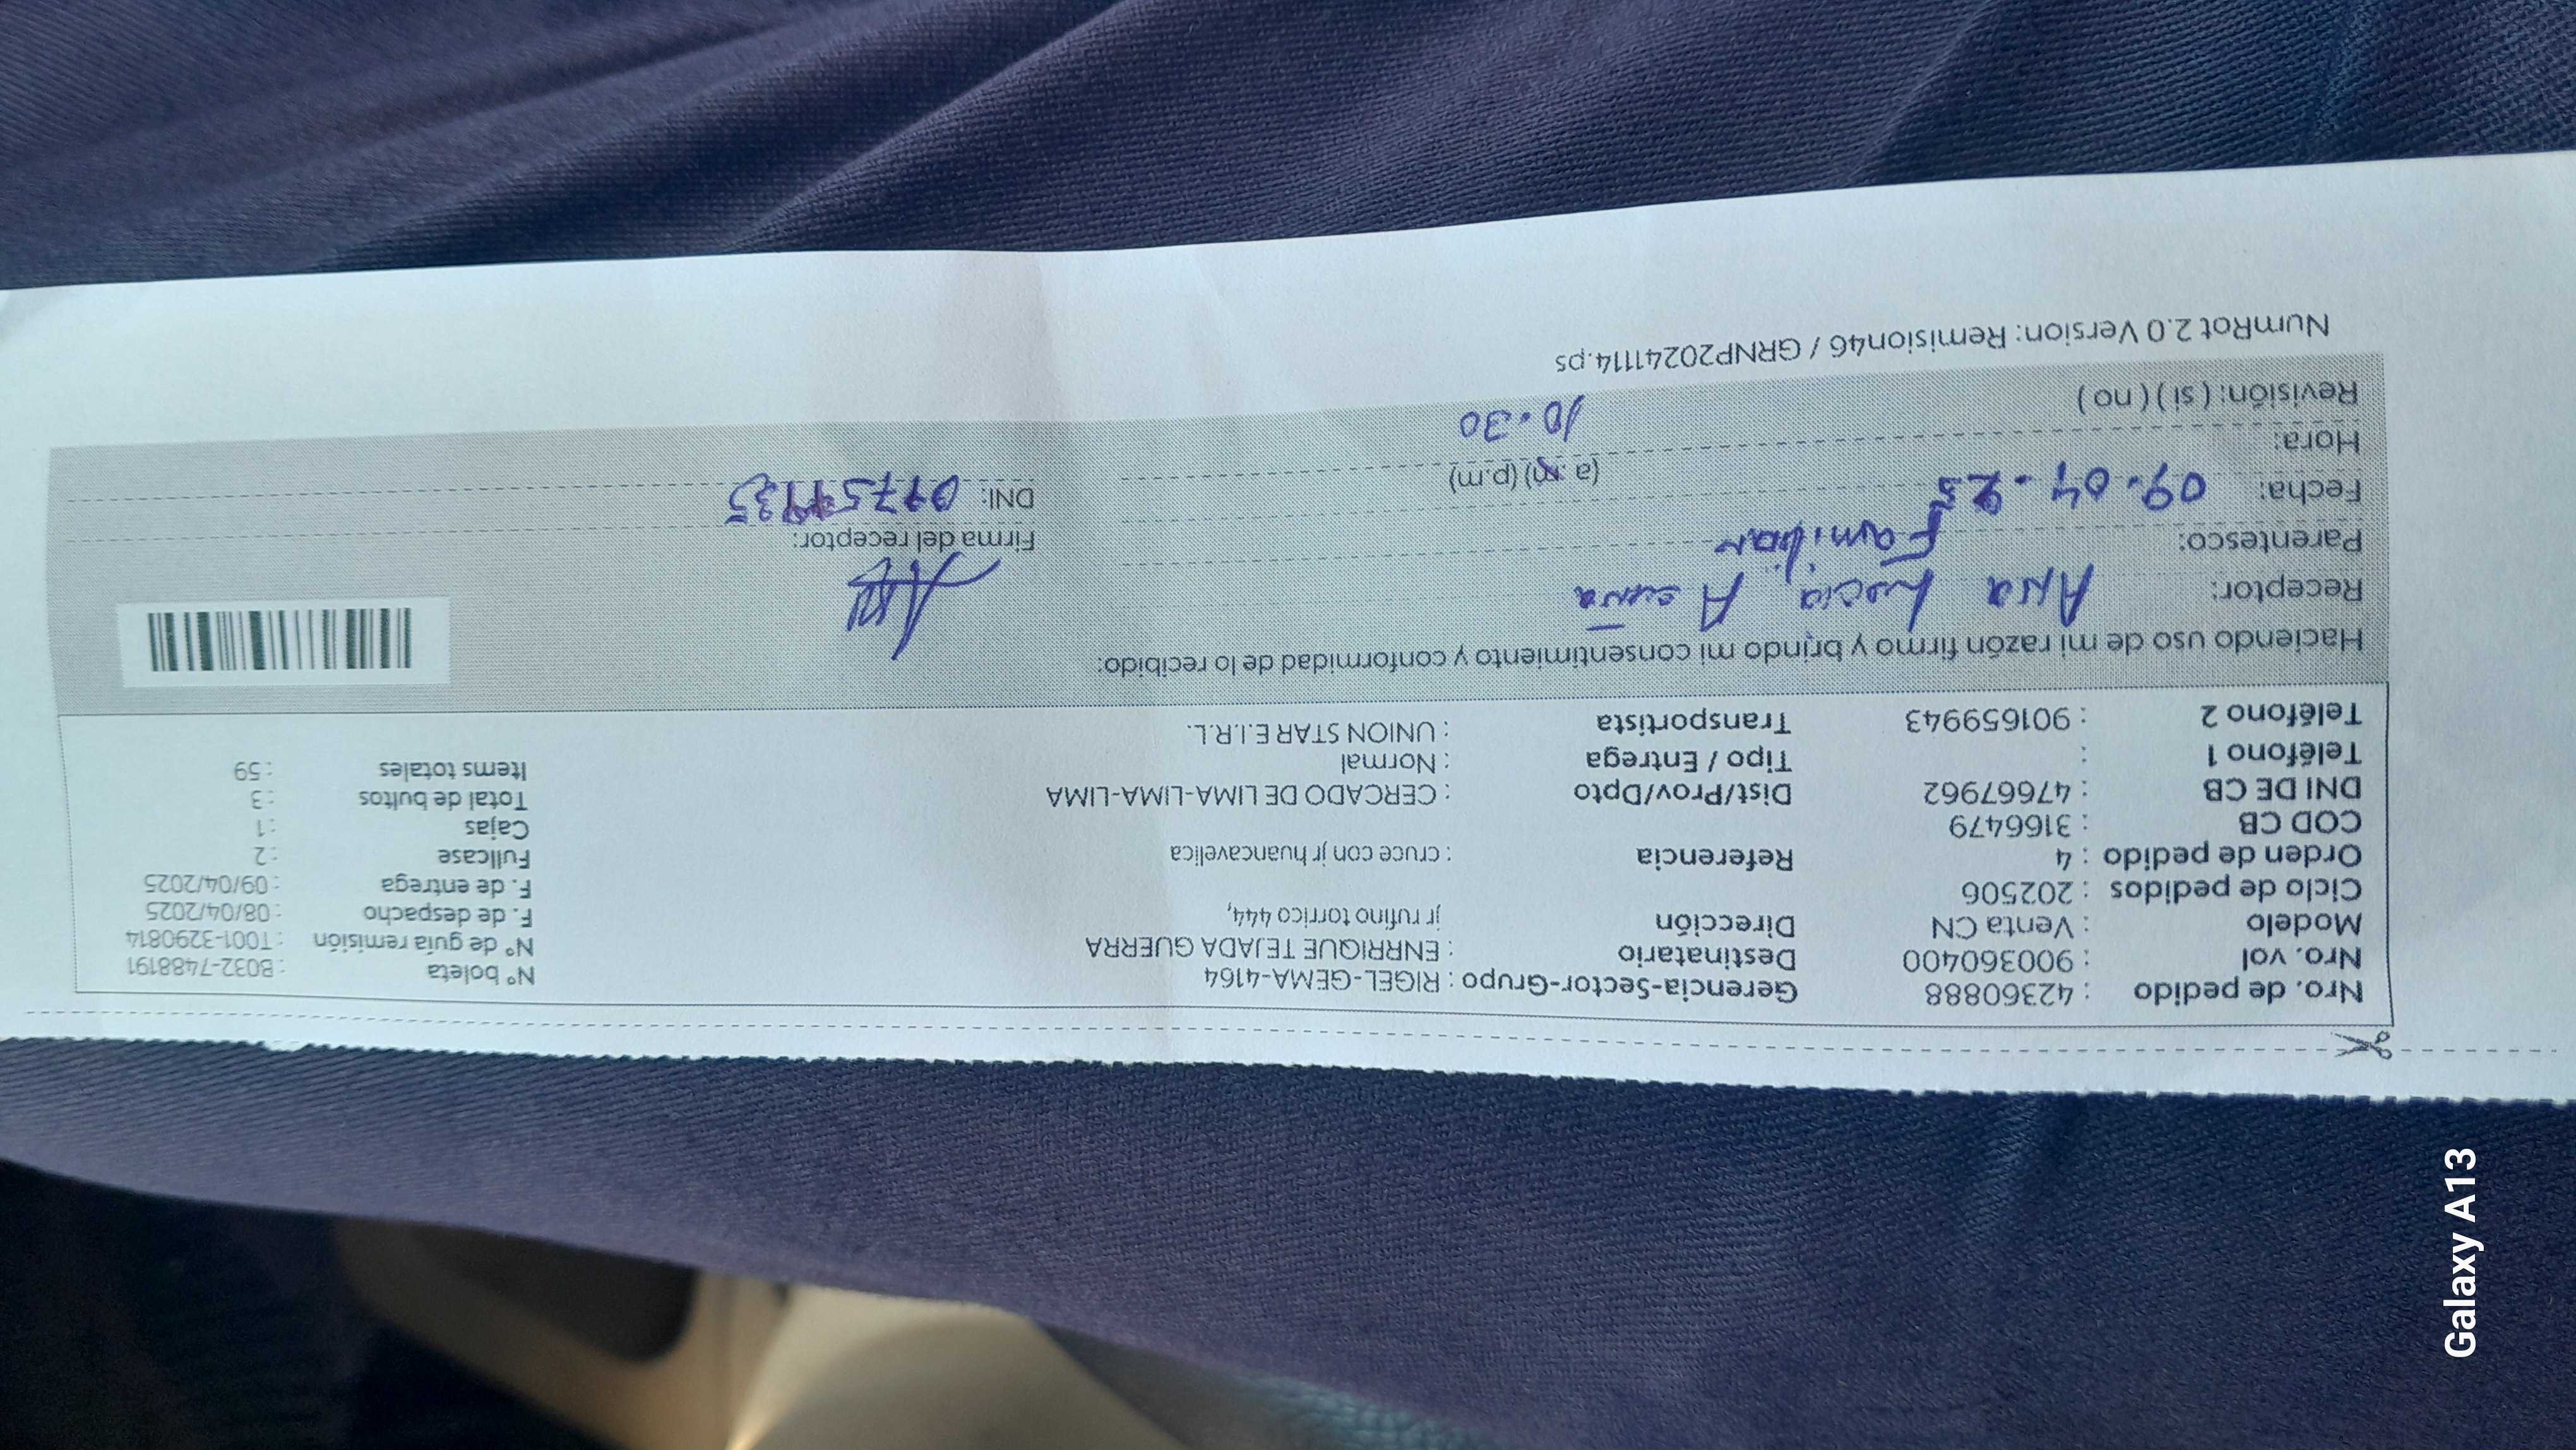 Nro. de pedido : 42360888 Gerencia-Sector-Grupo : RIGEL-GEMA-4164 N° boleta : B032-7488191
Nro. vol : 900360400 Destinatario : ENRRIQUE TEJADA GUERRA N° de guía remisión : T001-3290814
Modelo : Venta CN Dirección jr rufino torrico 444, F. de despacho : 08/04/2025
Ciclo de pedidos : 202506 F. de entrega : 09/04/2025
Orden de pedido : 4 Referencia : cruce con jr huancavelica Fullcase : 2
COD CB : 3166479 Cajas : 1
DNI DE CB : 47667962 Dist/Prov/Dpto : CERCADO DE LIMA-LIMA-LIMA Total de bultos : 3
Teléfono 1 : Tipo / Entrega : Normal Items totales : 59
Teléfono 2 : 901659943 Transportista : UNION STAR E.I.R.L.
Haciendo uso de mi razón firmo y brindo mi consentimiento y conformidad de lo recibido:
Receptor: Ana Lucia
Parentesco: Familiar Firma del receptor:
Fecha: 09.04.25 DNI:
Hora: 10.30 (a.m) (p.m)
Revisión: ( si ) ( no )
NumRot 2.0 Version: Remision46 / GRNP20241114.ps
Galaxy A13